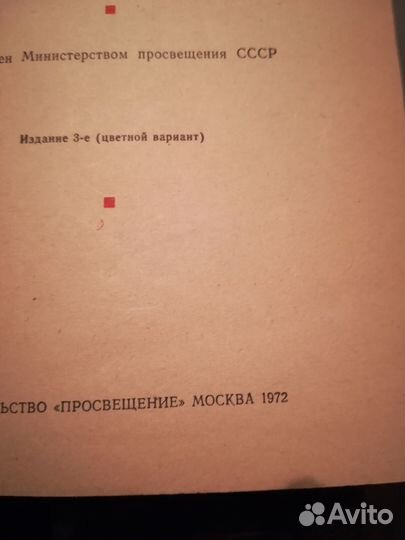 ен Министерством просвещения СССР
Издание 3-е (цветной вариант)
ЬСТВО «ПРОСВЕЩЕНИЕ» МОСКВА 1972
Avito